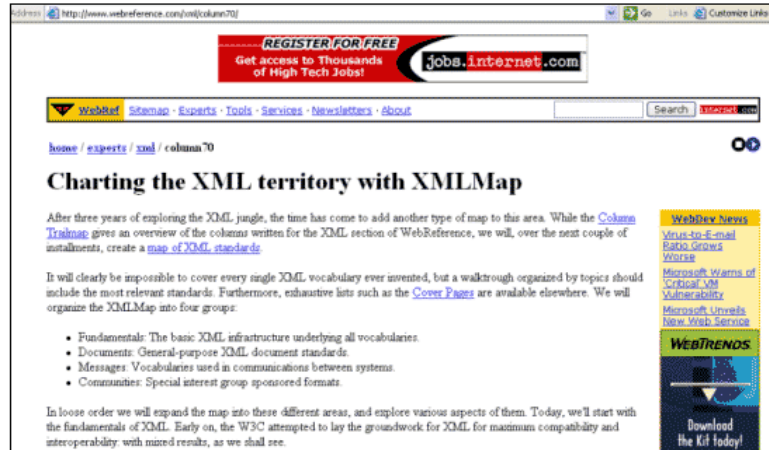 Address http://www.webreference.com/xml/column70/ Go Links Customize Links
REGISTER FOR FREE
Get access to Thousands
of High Tech Jobs!
jobs.internet.com
WebRef Sitemap · Experts · Tools · Services · Newsletters · About Search internet.com
home / experts / xml / column70
Charting the XML territory with XMLMap
After three years of exploring the XML jungle, the time has come to add another type of map to this area. While the Column
Trailmap gives an overview of the columns written for the XML section of WebReference, we will, over the next couple of
installments, create a map of XML standards.
It will clearly be impossible to cover every single XML vocabulary ever invented, but a walktrough organized by topics should
include the most relevant standards. Furthermore, exhaustive lists such as the Cover Pages are available elsewhere. We will
organize the XMLMap into four groups:
• Fundamentals: The basic XML infrastructure underlying all vocabularies.
• Documents: General-purpose XML document standards.
• Messages: Vocabularies used in communications between systems.
• Communities: Special interest group sponsored formats.
In loose order we will expand the map into these different areas, and explore various aspects of them. Today, we'll start with
the fundamentals of XML. Early on, the W3C attempted to lay the groundwork for XML for maximum compatibility and
interoperability: with mixed results, as we shall see.
WebDev News
Virus-to-E-mail
Ratio Grows
Worse
Microsoft Warns of
'Critical' VM
Vulnerability
Microsoft Unveils
New Web Service
WEBTRENDS
Download
the Kit today!